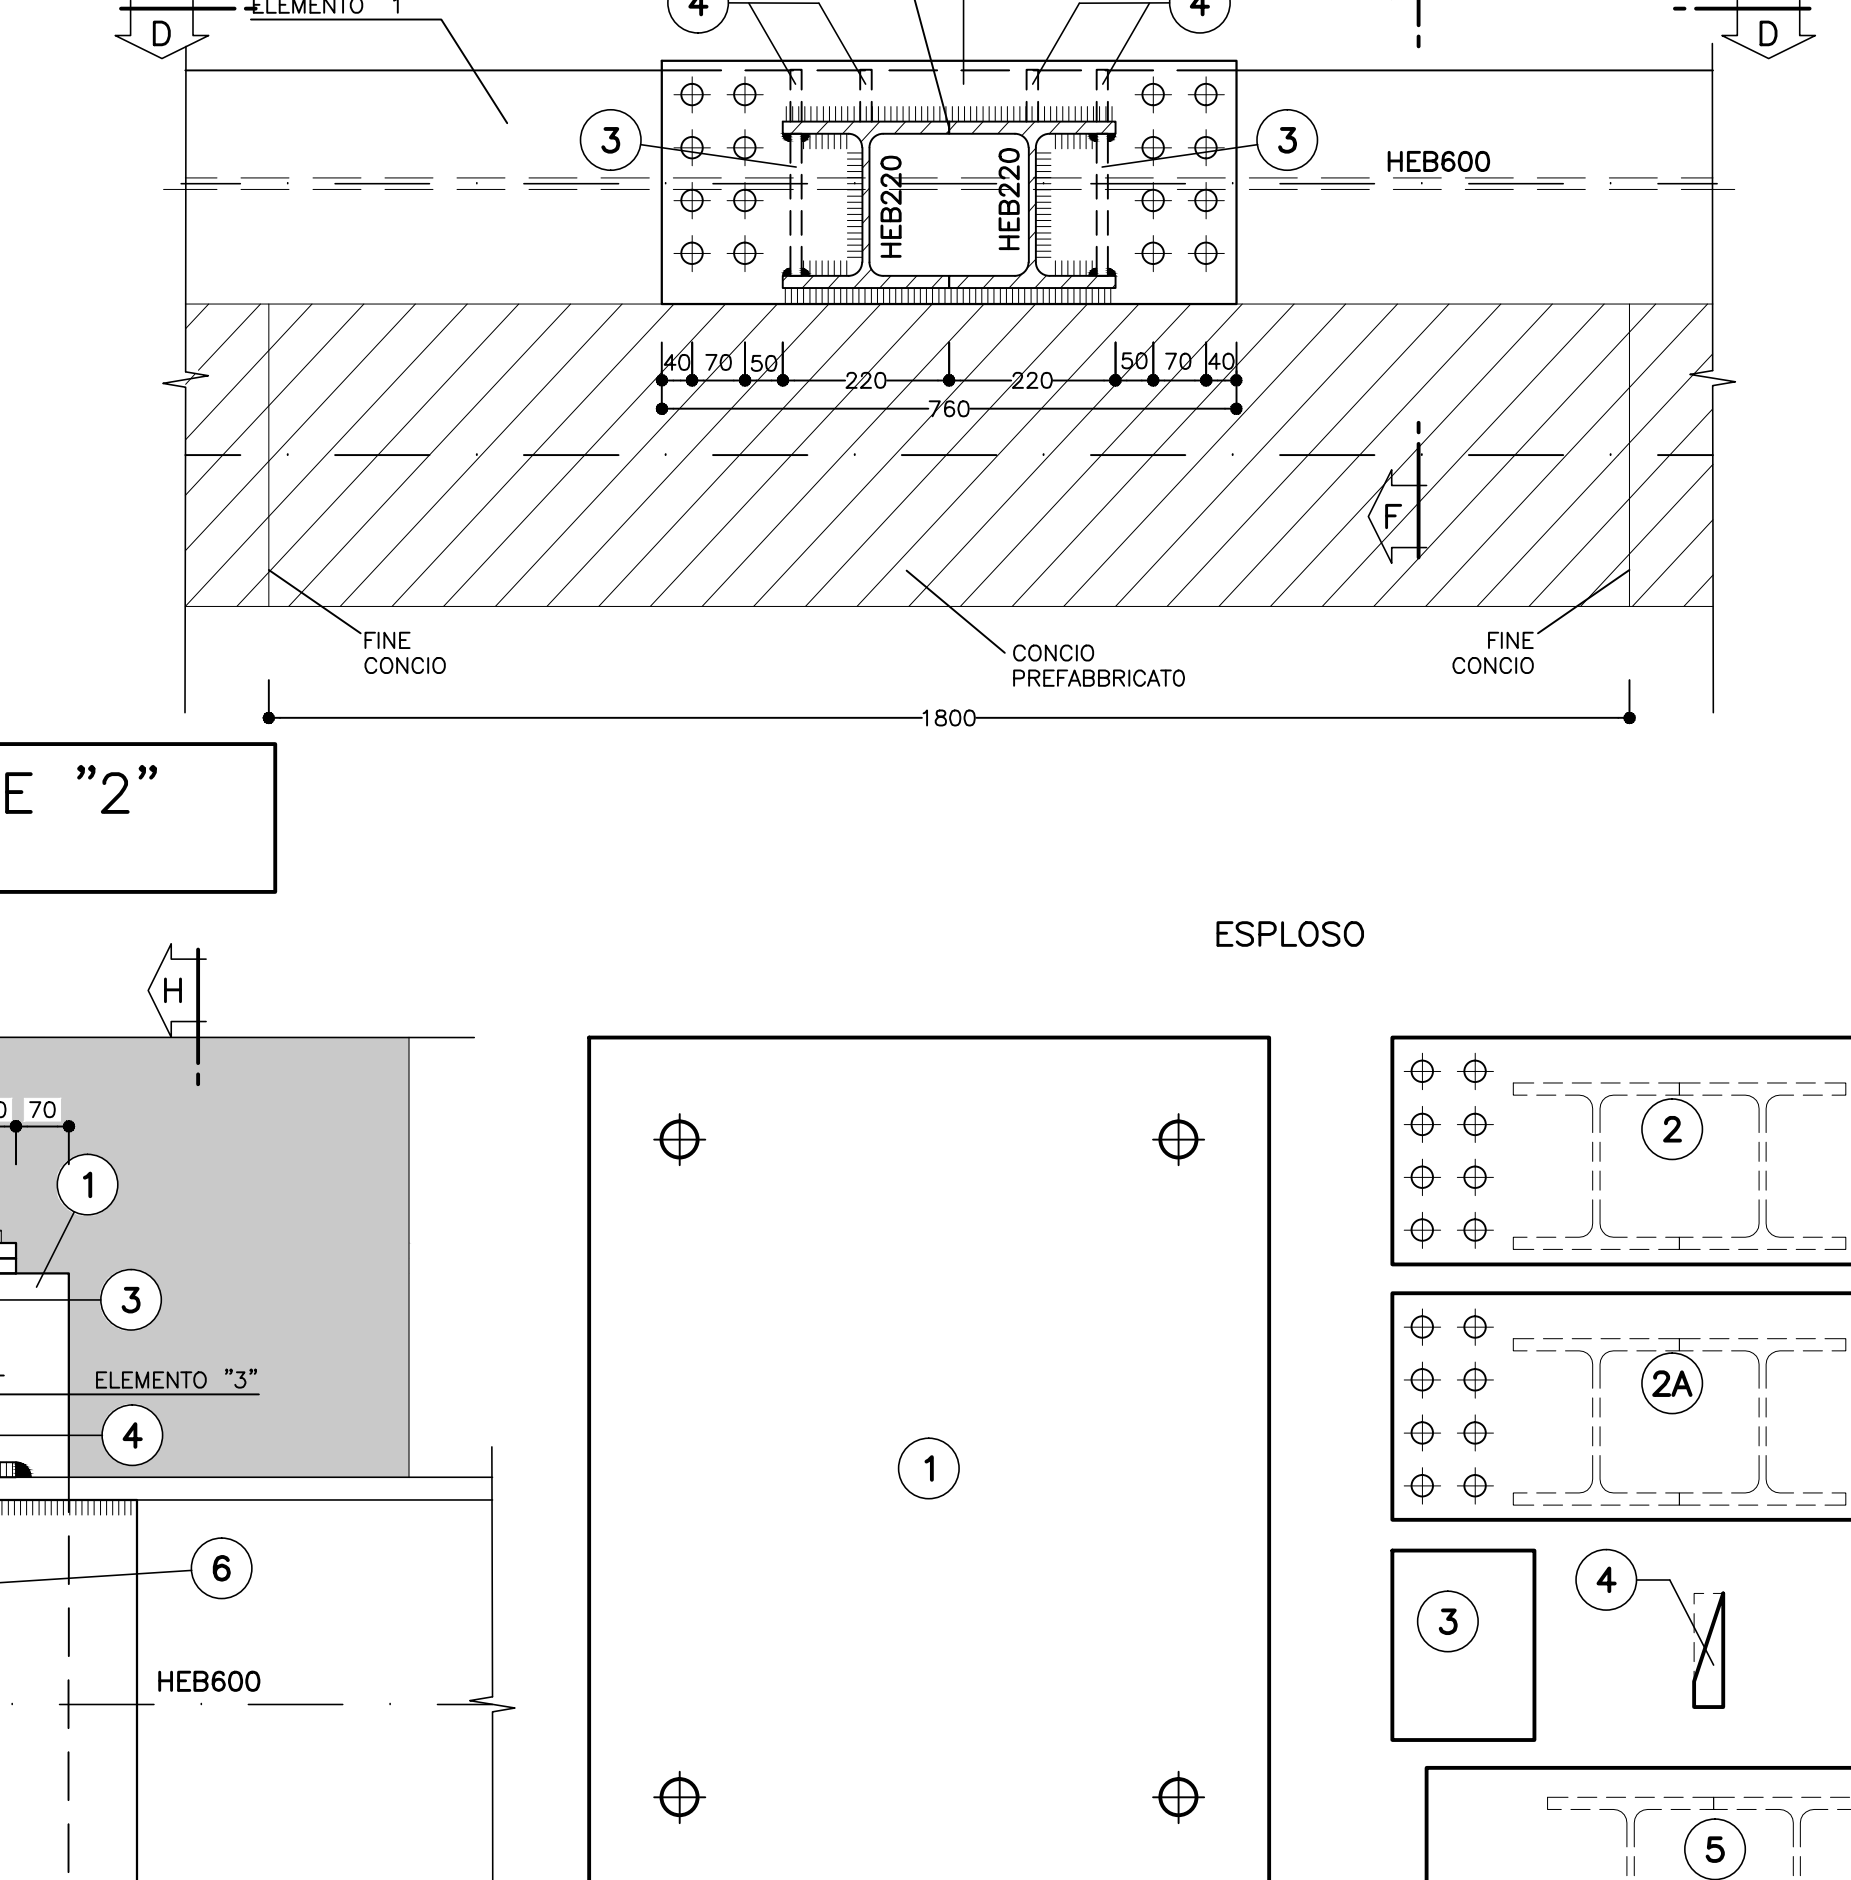 ELEMENTO "1"
4
4
D
D
3
3
HEB220
HEB220
HEB600
40
70
50
220
220
50
70
40
760
F
FINE
CONCIO
CONCIO
PREFABBRICATO
FINE
CONCIO
1800
E "2"
ESPLOSO
H
70
1
2
3
ELEMENTO "3"
2A
4
1
6
4
3
HEB600
5